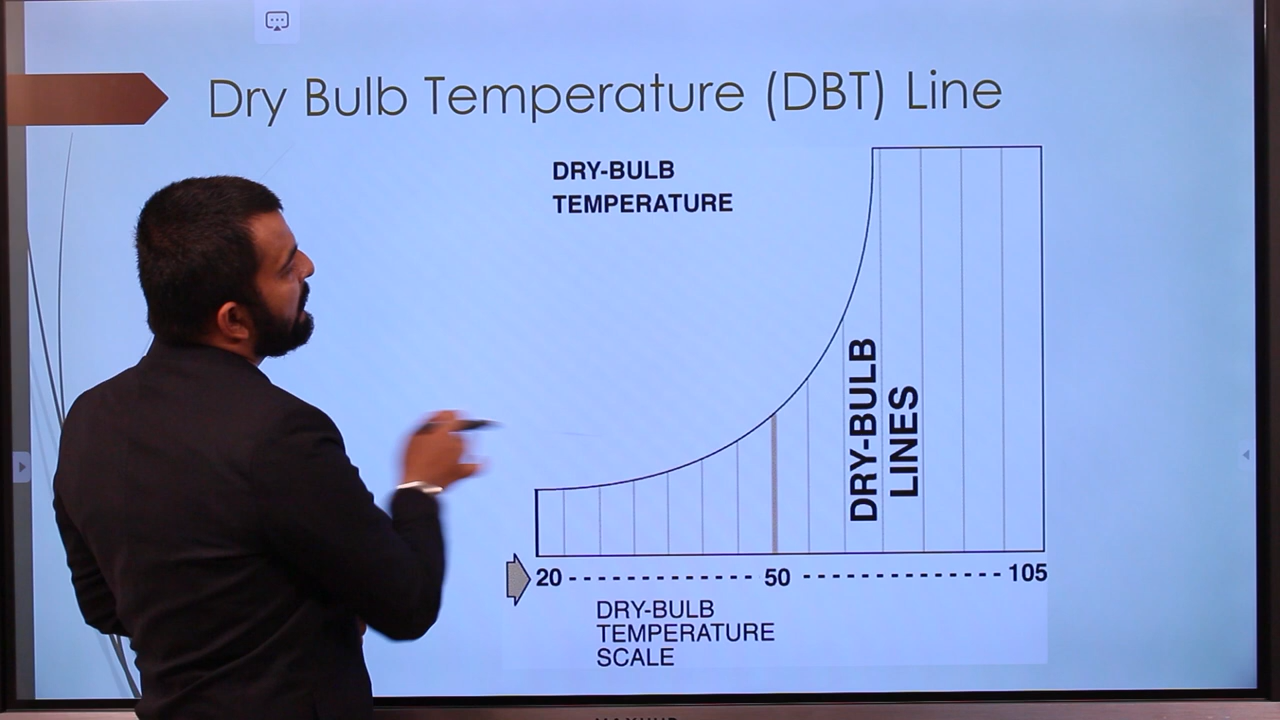 Dry Bulb Temperature (DBT) Line
DRY-BULB
TEMPERATURE
DRY-BULB
LINES
20 - - - - - - - - - - - - - 50 - - - - - - - - - - - - - - 105
DRY-BULB
TEMPERATURE
SCALE